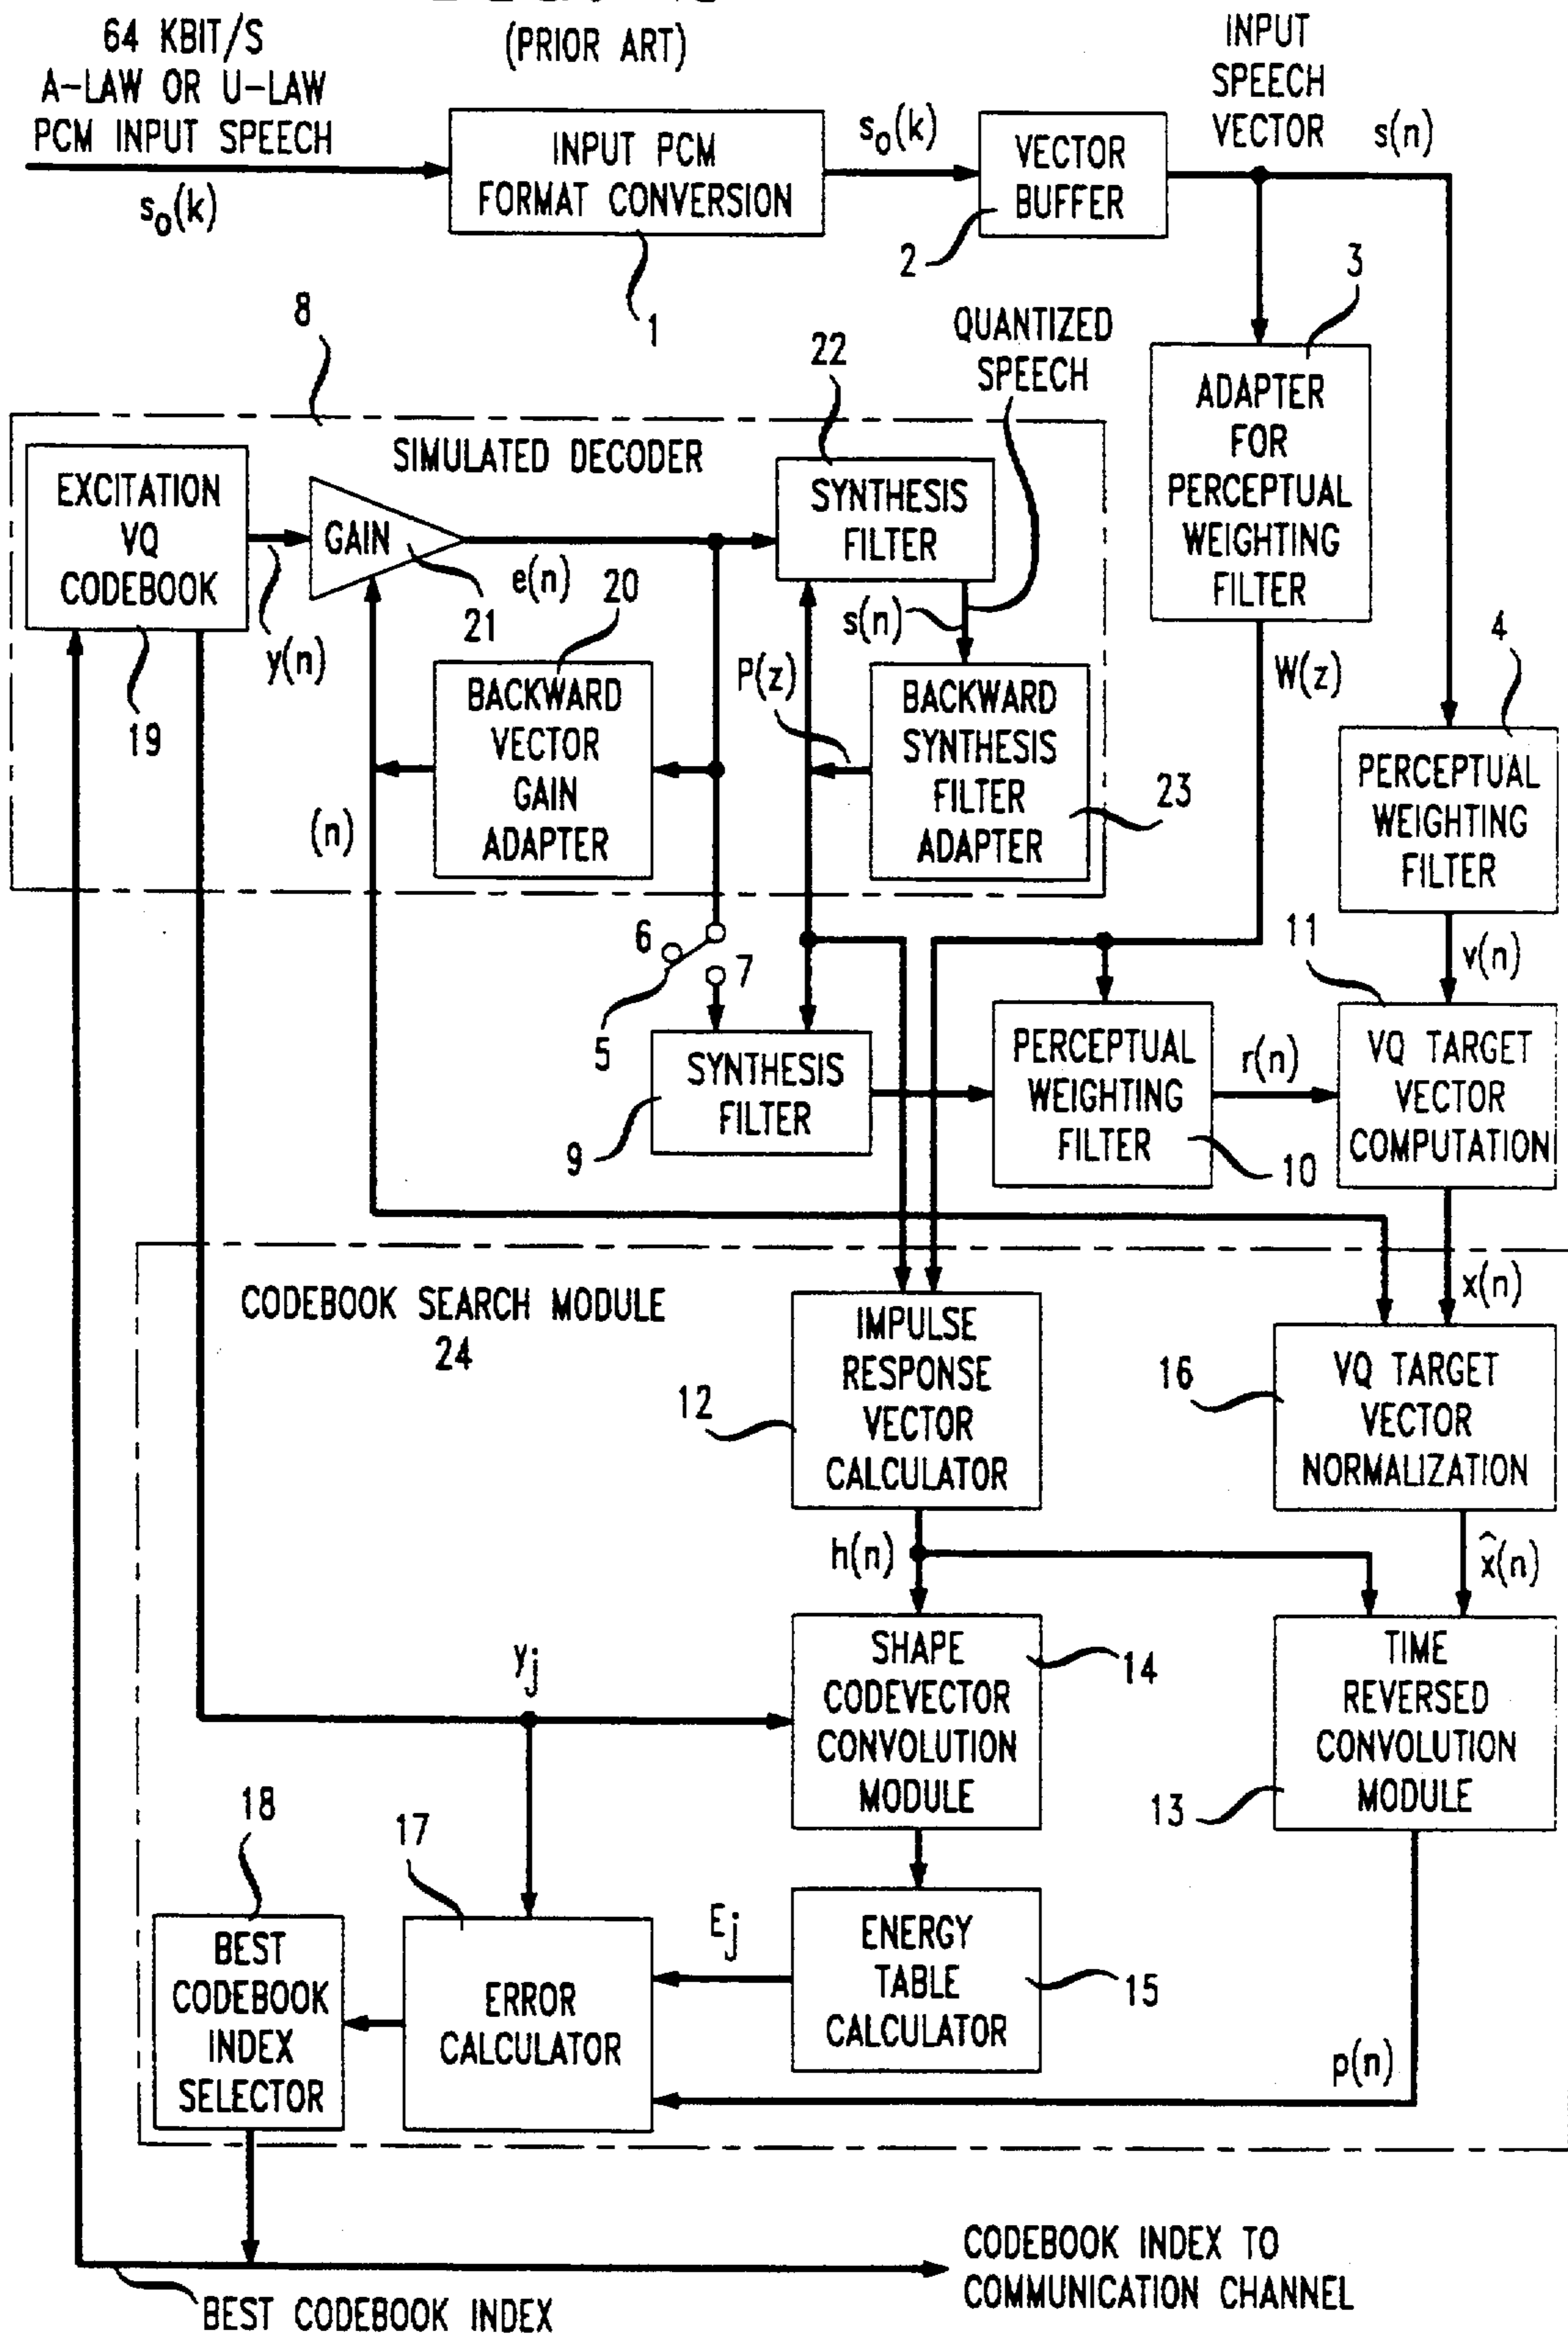 (PRIOR ART)
64 KBIT/S
A-LAW OR U-LAW
PCM INPUT SPEECH
s₀(k)
INPUT PCM
FORMAT CONVERSION
1
s₀(k)
VECTOR
BUFFER
2
INPUT
SPEECH
VECTOR
s(n)
3
ADAPTER
FOR
PERCEPTUAL
WEIGHTING
FILTER
W(z)
4
PERCEPTUAL
WEIGHTING
FILTER
v(n)
8
SIMULATED DECODER
EXCITATION
VQ
CODEBOOK
19
y(n)
GAIN
21
e(n)
20
BACKWARD
VECTOR
GAIN
ADAPTER
(n)
22
SYNTHESIS
FILTER
QUANTIZED
SPEECH
s(n)
P(z)
BACKWARD
SYNTHESIS
FILTER
ADAPTER
23
6
7
5
SYNTHESIS
FILTER
9
PERCEPTUAL
WEIGHTING
FILTER
10
r(n)
11
VQ TARGET
VECTOR
COMPUTATION
x(n)
CODEBOOK SEARCH MODULE
24
IMPULSE
RESPONSE
VECTOR
CALCULATOR
12
h(n)
16
VQ TARGET
VECTOR
NORMALIZATION
x̂(n)
yⱼ
SHAPE
CODEVECTOR
CONVOLUTION
MODULE
14
TIME
REVERSED
CONVOLUTION
MODULE
13
18
BEST
CODEBOOK
INDEX
SELECTOR
17
ERROR
CALCULATOR
Eⱼ
ENERGY
TABLE
CALCULATOR
15
p(n)
CODEBOOK INDEX TO
COMMUNICATION CHANNEL
BEST CODEBOOK INDEX